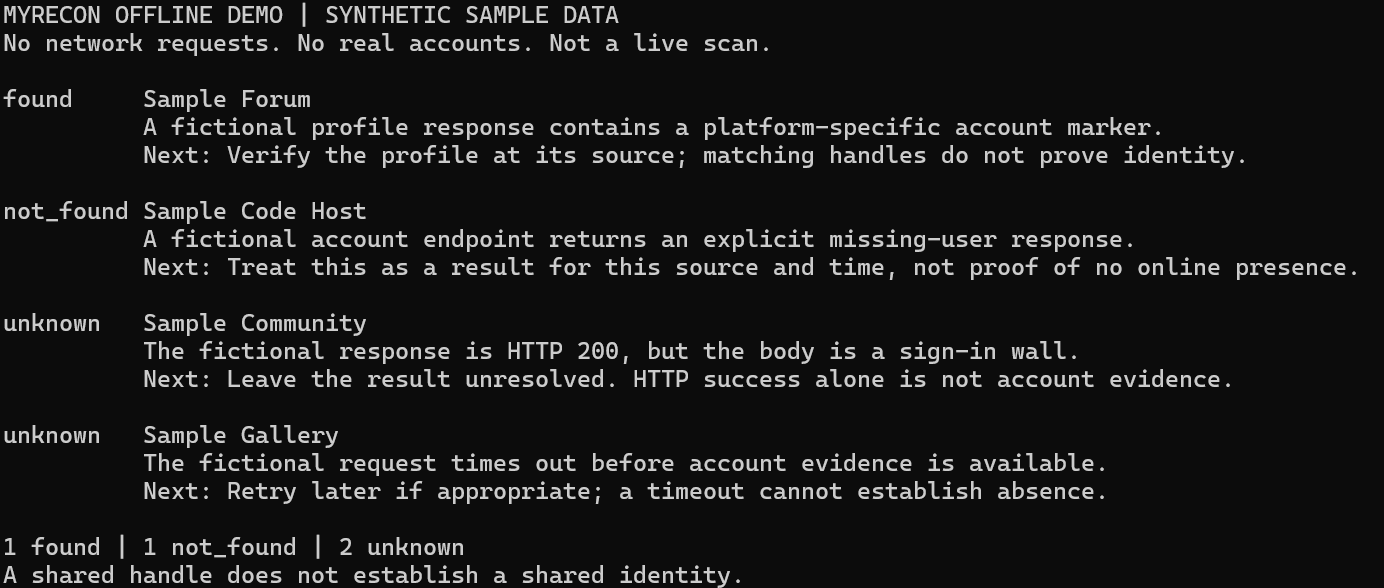 MYRECON OFFLINE DEMO | SYNTHETIC SAMPLE DATA
No network requests. No real accounts. Not a live scan.
found Sample Forum
A fictional profile response contains a platform-specific account marker.
Next: Verify the profile at its source; matching handles do not prove identity.
not_found Sample Code Host
A fictional account endpoint returns an explicit missing-user response.
Next: Treat this as a result for this source and time, not proof of no online presence.
unknown Sample Community
The fictional response is HTTP 200, but the body is a sign-in wall.
Next: Leave the result unresolved. HTTP success alone is not account evidence.
unknown Sample Gallery
The fictional request times out before account evidence is available.
Next: Retry later if appropriate; a timeout cannot establish absence.
1 found | 1 not_found | 2 unknown
A shared handle does not establish a shared identity.